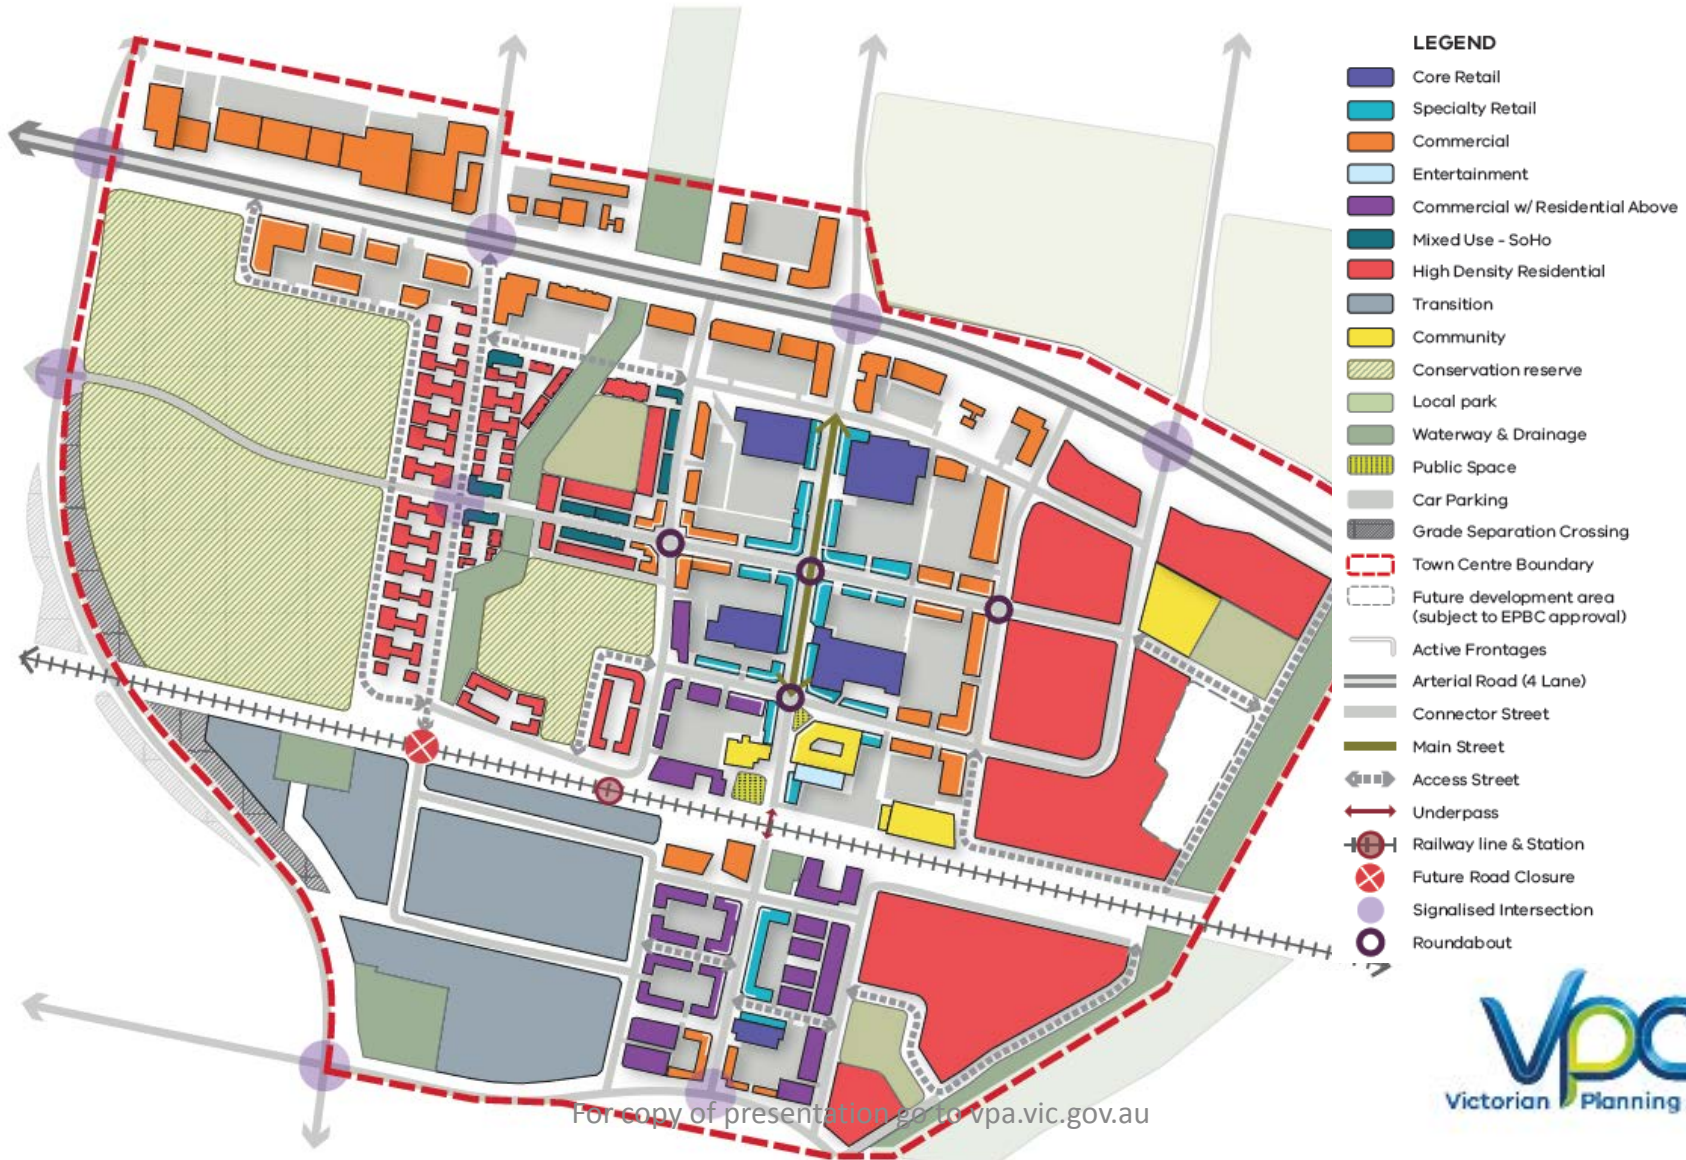 LEGEND
Core Retail
Specialty Retail
Commercial
Entertainment
Commercial w/ Residential Above
Mixed Use - SoHo
High Density Residential
Transition
Community
Conservation reserve
Local park
Waterway & Drainage
Public Space
Car Parking
Grade Separation Crossing
Town Centre Boundary
Future development area
(subject to EPBC approval)
Active Frontages
Arterial Road (4 Lane)
Connector Street
Main Street
Access Street
Underpass
Railway line & Station
Future Road Closure
Signalised Intersection
Roundabout
VPA
Victorian Planning
For copy of presentation go to vpa.vic.gov.au